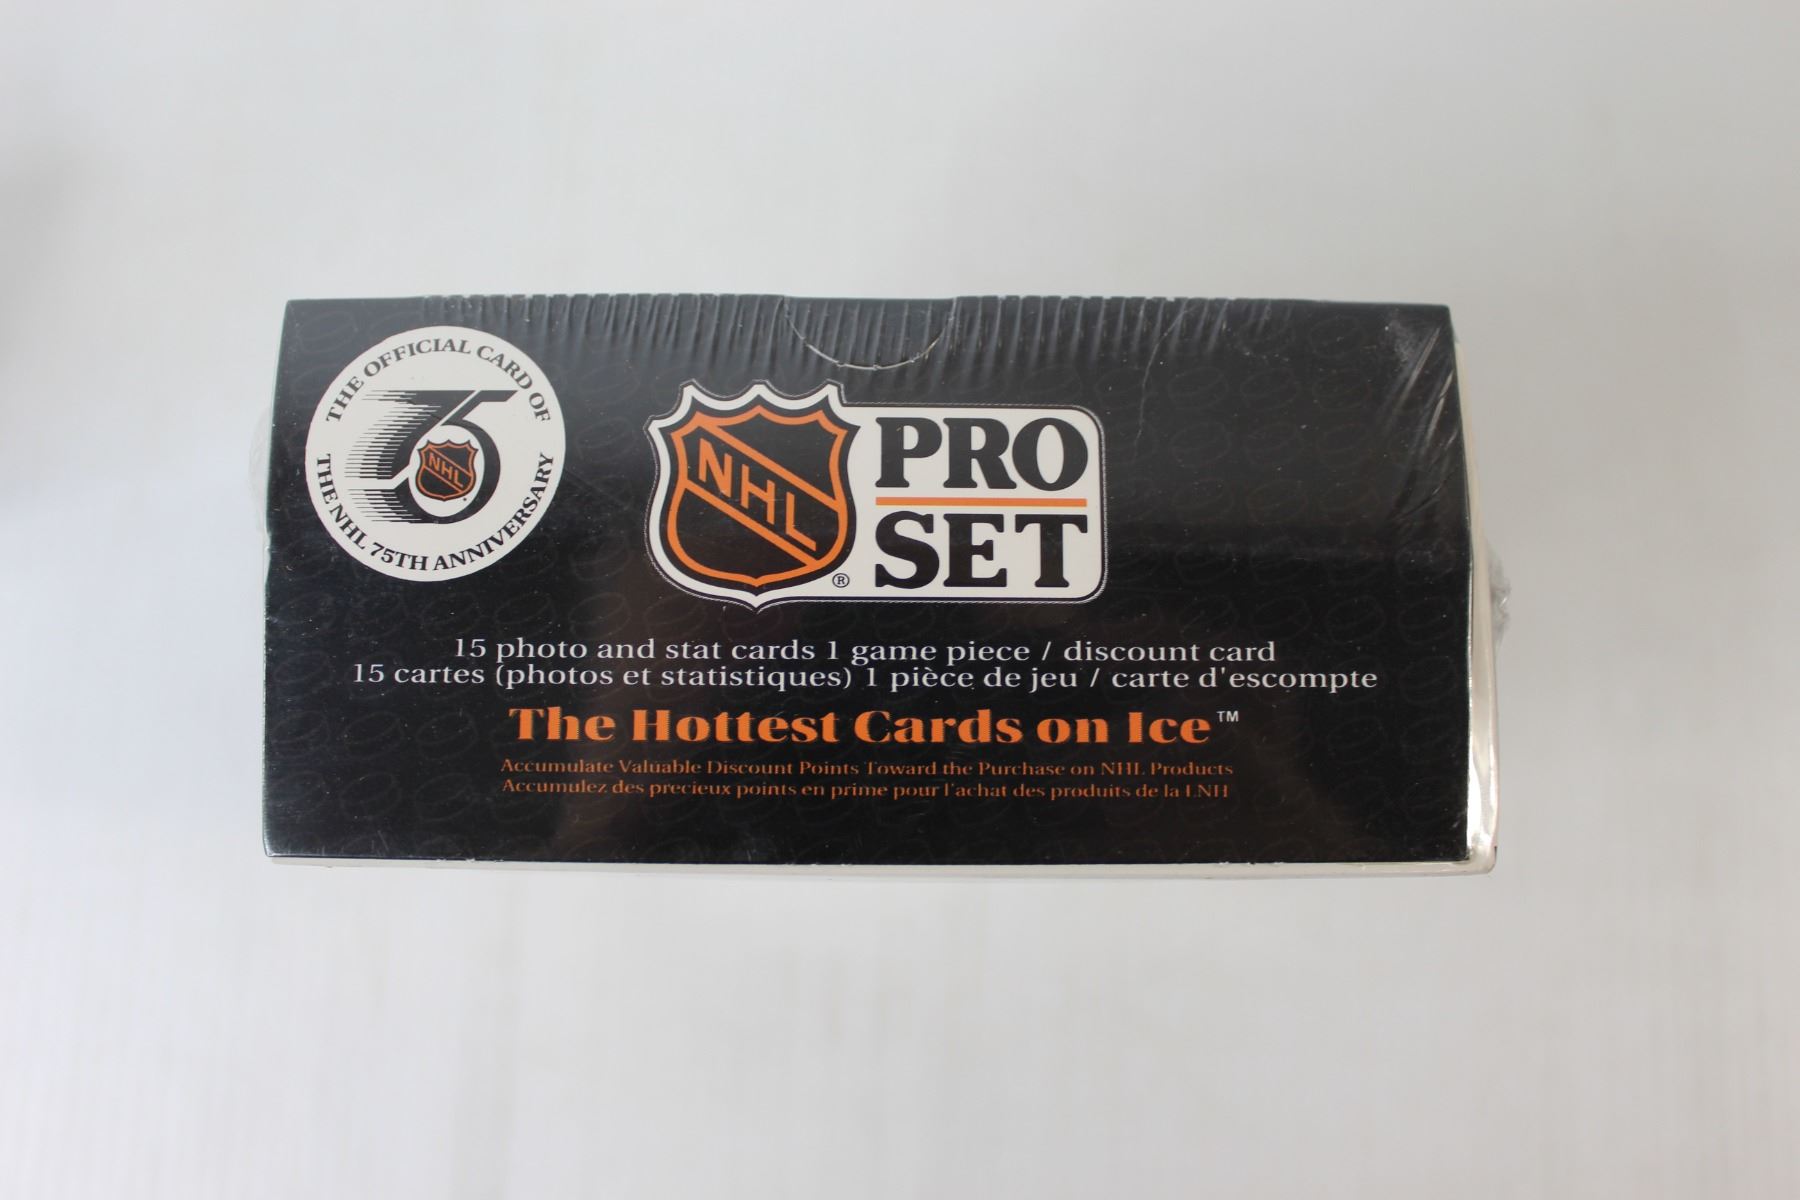 THE OFFICIAL CARD OF
75
NHL
THE NHL 75TH ANNIVERSARY
NHL
®
PRO
SET
15 photo and stat cards 1 game piece / discount card
15 cartes (photos et statistiques) 1 pièce de jeu / carte d'escompte
The Hottest Cards on Ice™
Accumulate Valuable Discount Points Toward the Purchase on NHL Products
Accumulez des precieux points en prime pour l'achat des produits de la LNH